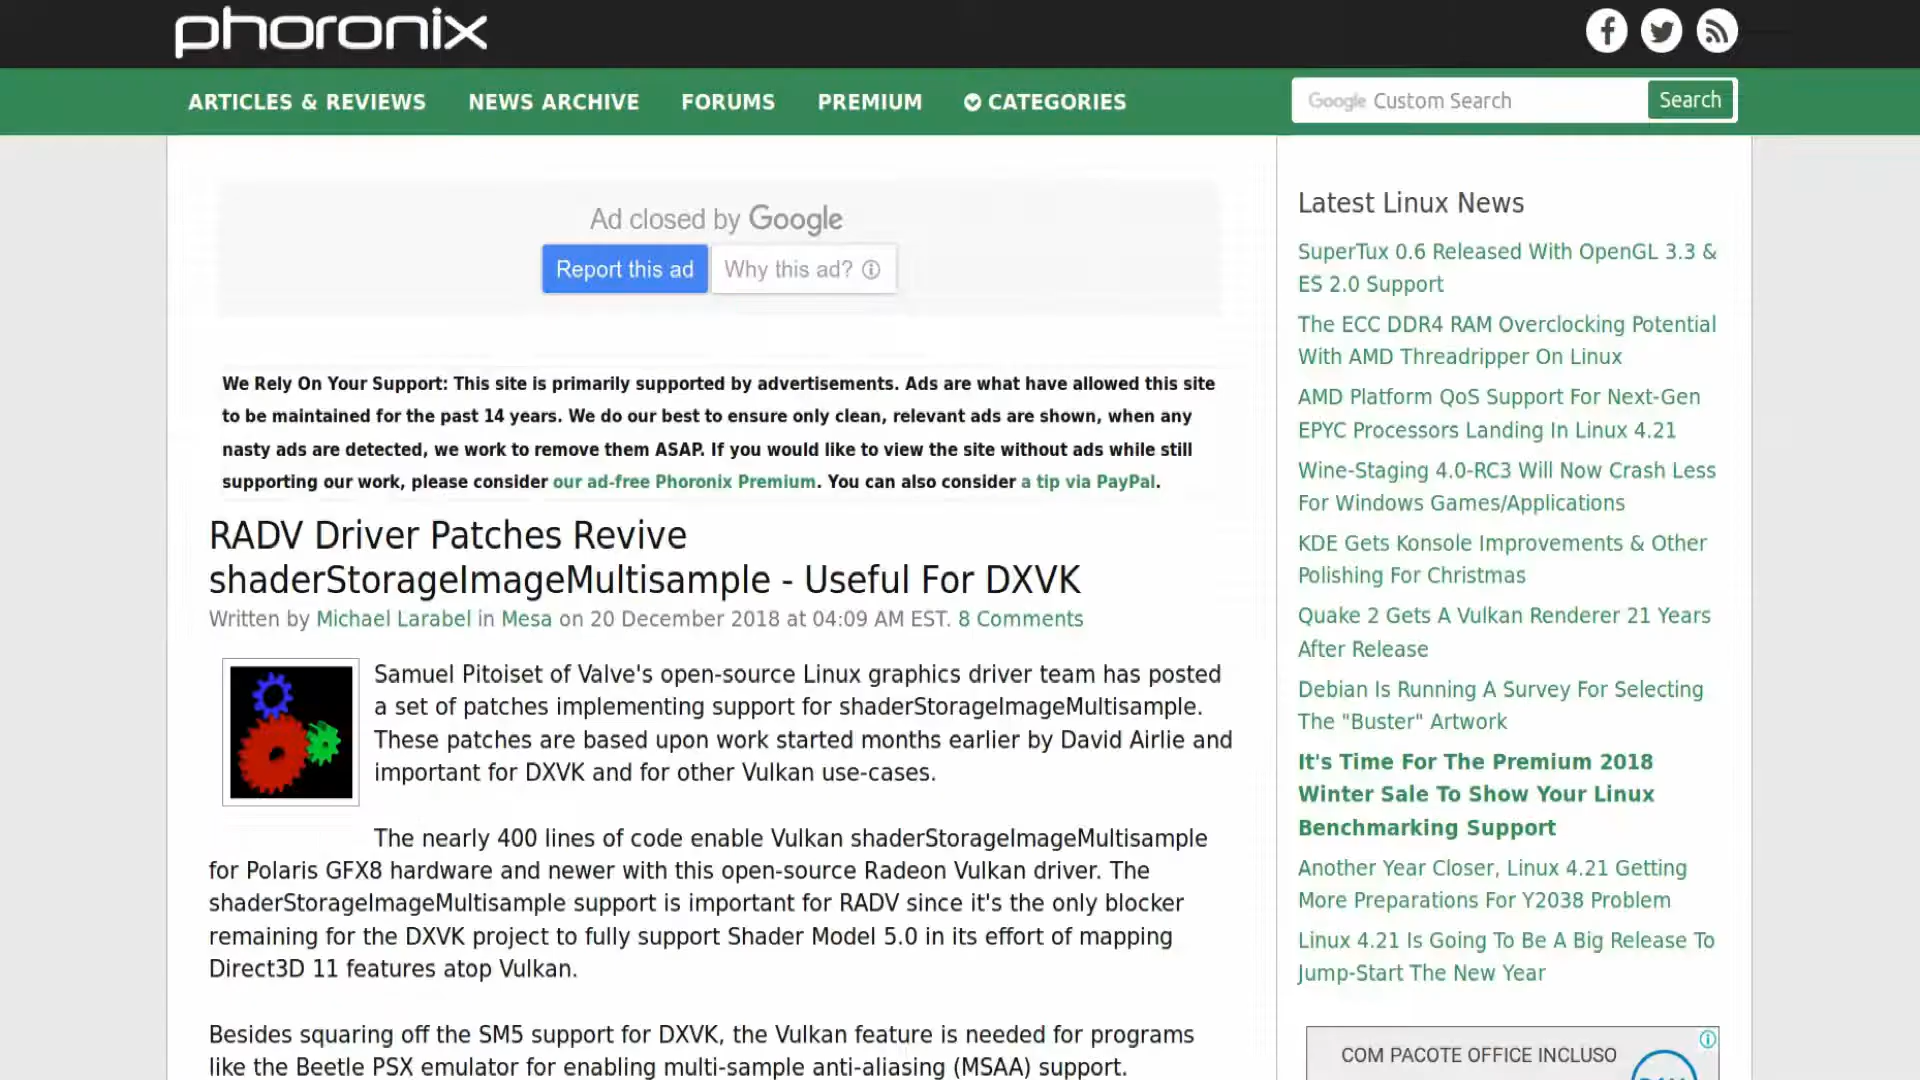 phoronix
ARTICLES & REVIEWS
NEWS ARCHIVE
FORUMS
PREMIUM
CATEGORIES
Google Custom Search
Search
Ad closed by Google
Report this ad
Why this ad?
We Rely On Your Support: This site is primarily supported by advertisements. Ads are what have allowed this site
to be maintained for the past 14 years. We do our best to ensure only clean, relevant ads are shown, when any
nasty ads are detected, we work to remove them ASAP. If you would like to view the site without ads while still
supporting our work, please consider our ad-free Phoronix Premium. You can also consider a tip via PayPal.
RADV Driver Patches Revive
shaderStorageImageMultisample - Useful For DXVK
Written by Michael Larabel in Mesa on 20 December 2018 at 04:09 AM EST. 8 Comments
Samuel Pitoiset of Valve's open-source Linux graphics driver team has posted
a set of patches implementing support for shaderStorageImageMultisample.
These patches are based upon work started months earlier by David Airlie and
important for DXVK and for other Vulkan use-cases.
The nearly 400 lines of code enable Vulkan shaderStorageImageMultisample
for Polaris GFX8 hardware and newer with this open-source Radeon Vulkan driver. The
shaderStorageImageMultisample support is important for RADV since it's the only blocker
remaining for the DXVK project to fully support Shader Model 5.0 in its effort of mapping
Direct3D 11 features atop Vulkan.
Besides squaring off the SM5 support for DXVK, the Vulkan feature is needed for programs
like the Beetle PSX emulator for enabling multi-sample anti-aliasing (MSAA) support.
Latest Linux News
SuperTux 0.6 Released With OpenGL 3.3 &
ES 2.0 Support
The ECC DDR4 RAM Overclocking Potential
With AMD Threadripper On Linux
AMD Platform QoS Support For Next-Gen
EPYC Processors Landing In Linux 4.21
Wine-Staging 4.0-RC3 Will Now Crash Less
For Windows Games/Applications
KDE Gets Konsole Improvements & Other
Polishing For Christmas
Quake 2 Gets A Vulkan Renderer 21 Years
After Release
Debian Is Running A Survey For Selecting
The "Buster" Artwork
It's Time For The Premium 2018
Winter Sale To Show Your Linux
Benchmarking Support
Another Year Closer, Linux 4.21 Getting
More Preparations For Y2038 Problem
Linux 4.21 Is Going To Be A Big Release To
Jump-Start The New Year
COM PACOTE OFFICE INCLUSO